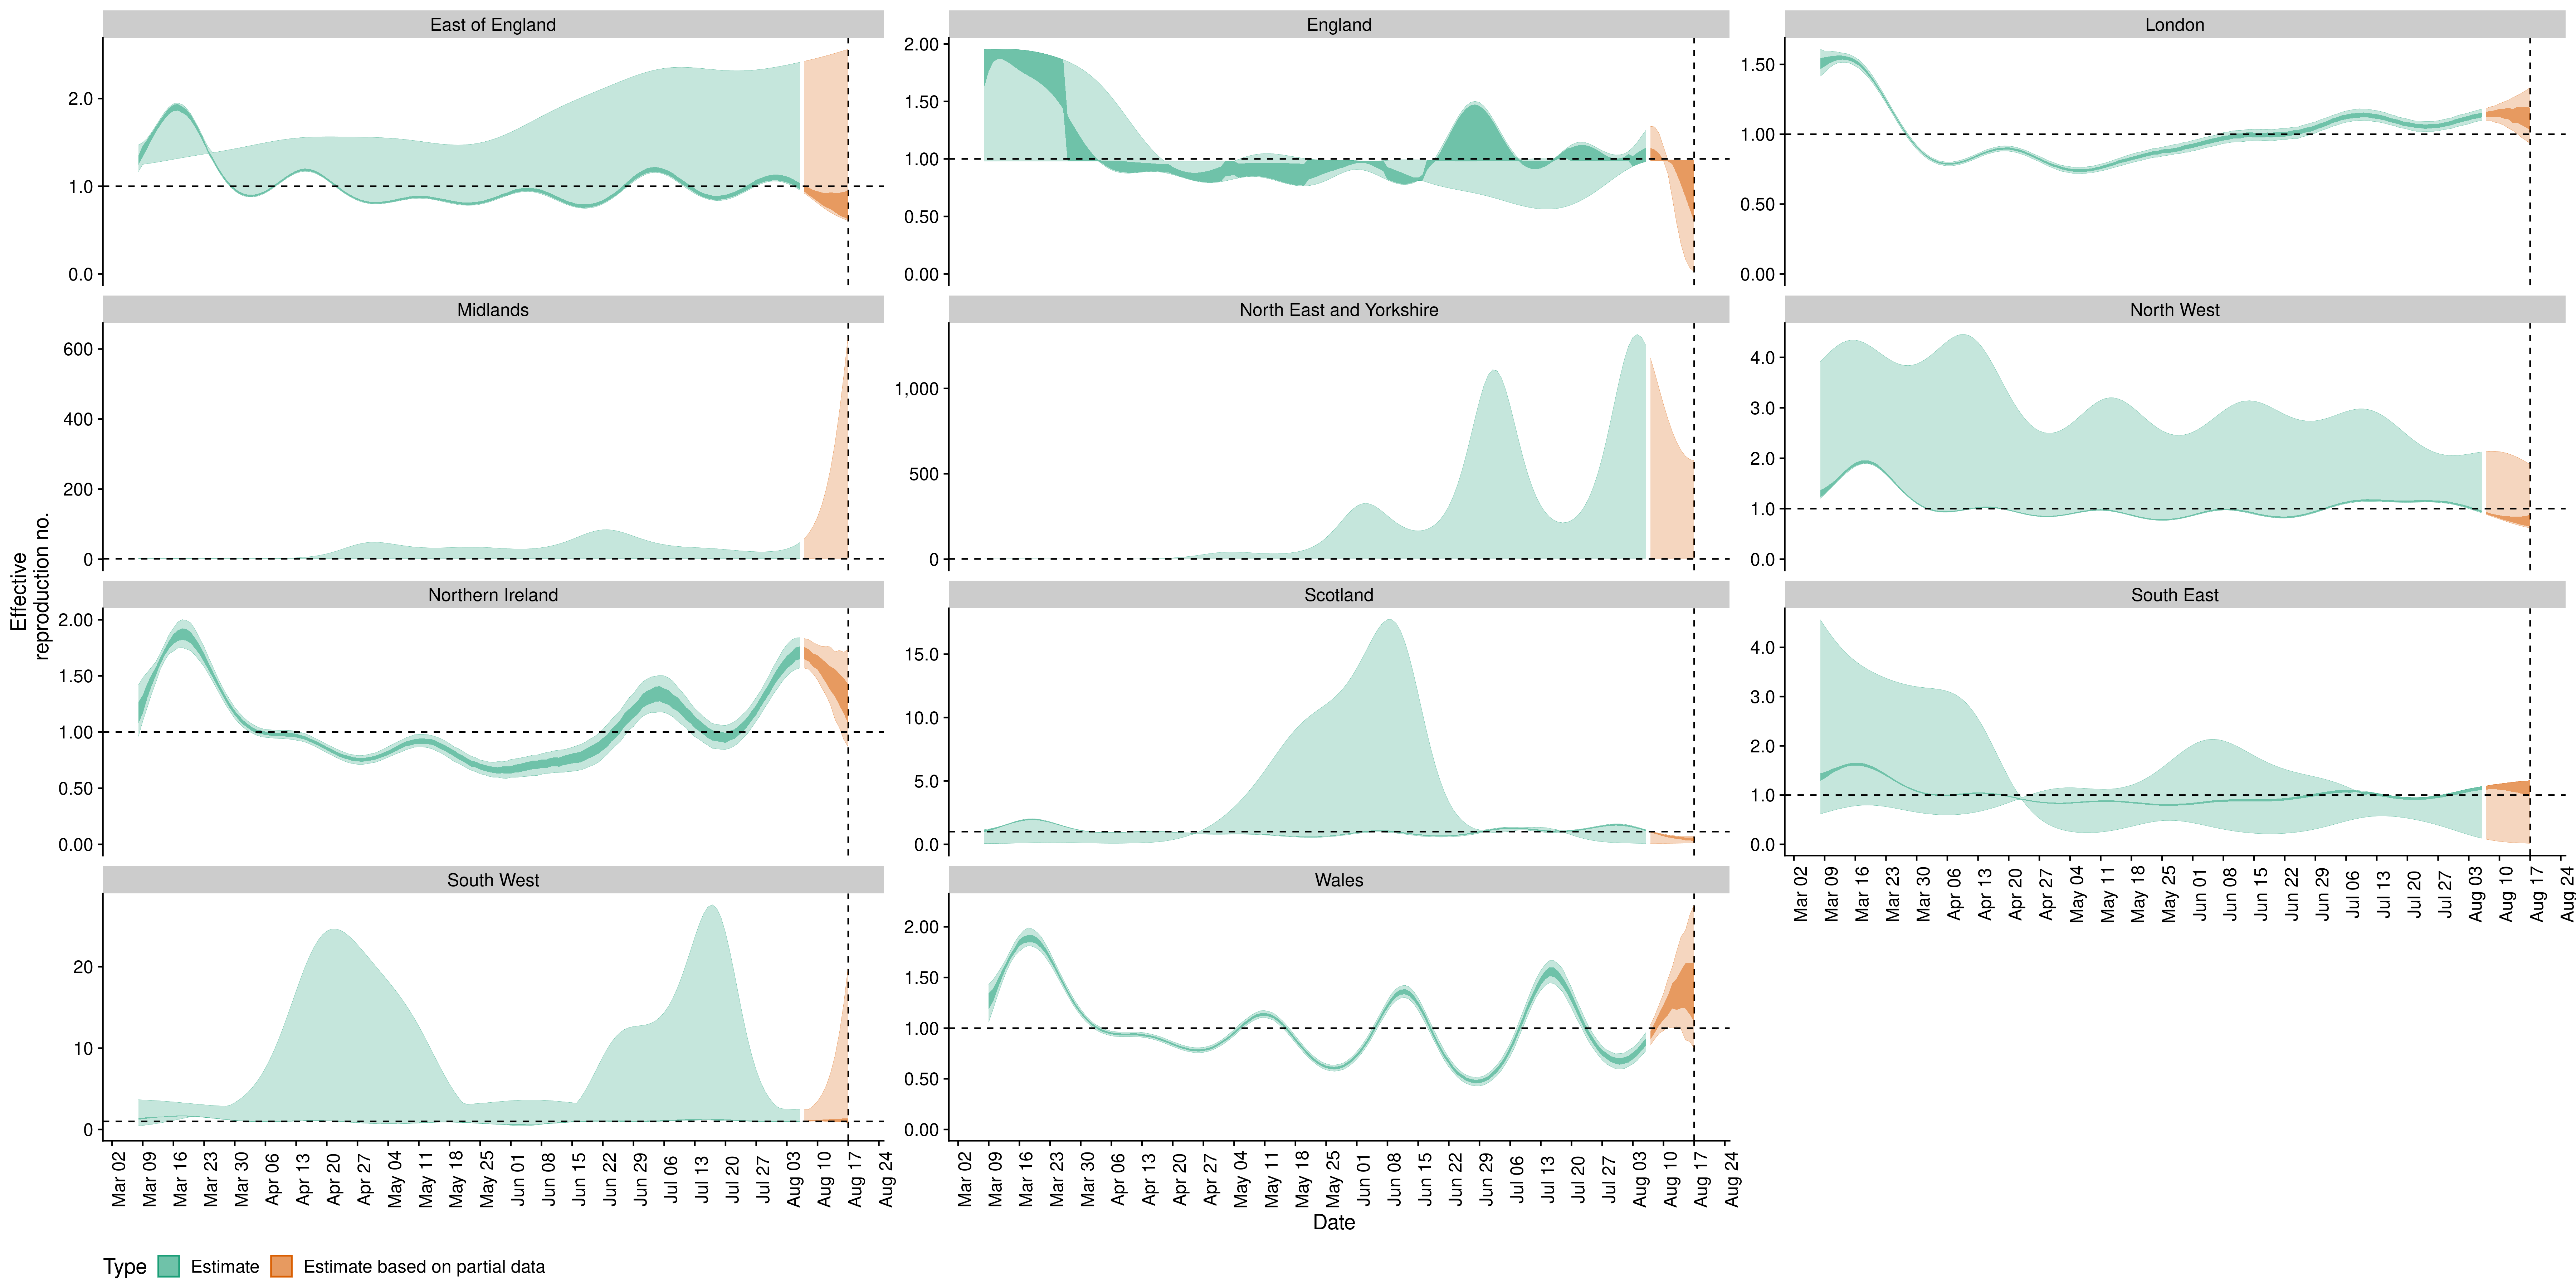 East of England
England
London
2.0
1.0
0.0
2.00
1.50
1.00
0.50
0.00
1.50
1.00
0.50
0.00
Midlands
North East and Yorkshire
North West
600
400
200
0
1,000
500
0
4.0
3.0
2.0
1.0
0.0
Effective
reproduction no.
Northern Ireland
Scotland
South East
2.00
1.50
1.00
0.50
0.00
15.0
10.0
5.0
0.0
4.0
3.0
2.0
1.0
0.0
Mar 02
Mar 09
Mar 16
Mar 23
Mar 30
Apr 06
Apr 13
Apr 20
Apr 27
May 04
May 11
May 18
May 25
Jun 01
Jun 08
Jun 15
Jun 22
Jun 29
Jul 06
Jul 13
Jul 20
Jul 27
Aug 03
Aug 10
Aug 17
Aug 24
South West
Wales
20
10
0
2.00
1.50
1.00
0.50
0.00
Mar 02
Mar 09
Mar 16
Mar 23
Mar 30
Apr 06
Apr 13
Apr 20
Apr 27
May 04
May 11
May 18
May 25
Jun 01
Jun 08
Jun 15
Jun 22
Jun 29
Jul 06
Jul 13
Jul 20
Jul 27
Aug 03
Aug 10
Aug 17
Aug 24
Mar 02
Mar 09
Mar 16
Mar 23
Mar 30
Apr 06
Apr 13
Apr 20
Apr 27
May 04
May 11
May 18
May 25
Jun 01
Jun 08
Jun 15
Jun 22
Jun 29
Jul 06
Jul 13
Jul 20
Jul 27
Aug 03
Aug 10
Aug 17
Aug 24
Date
Type Estimate Estimate based on partial data